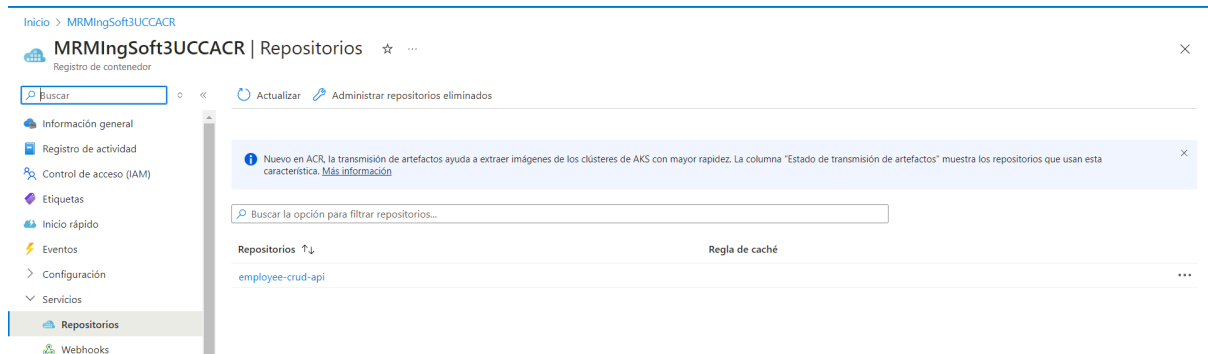 Inicio > MRMIngSoft3UCCACR
MRMIngSoft3UCCACR | Repositorios
Registro de contenedor
Buscar
Actualizar
Administrar repositorios eliminados
Información general
Registro de actividad
Control de acceso (IAM)
Etiquetas
Inicio rápido
Eventos
Configuración
Servicios
Repositorios
Webhooks
Nuevo en ACR, la transmisión de artefactos ayuda a extraer imágenes de los clústeres de AKS con mayor rapidez. La columna "Estado de transmisión de artefactos" muestra los repositorios que usan esta
característica. Más información
Buscar la opción para filtrar repositorios...
Repositorios ↑↓ Regla de caché
employee-crud-api